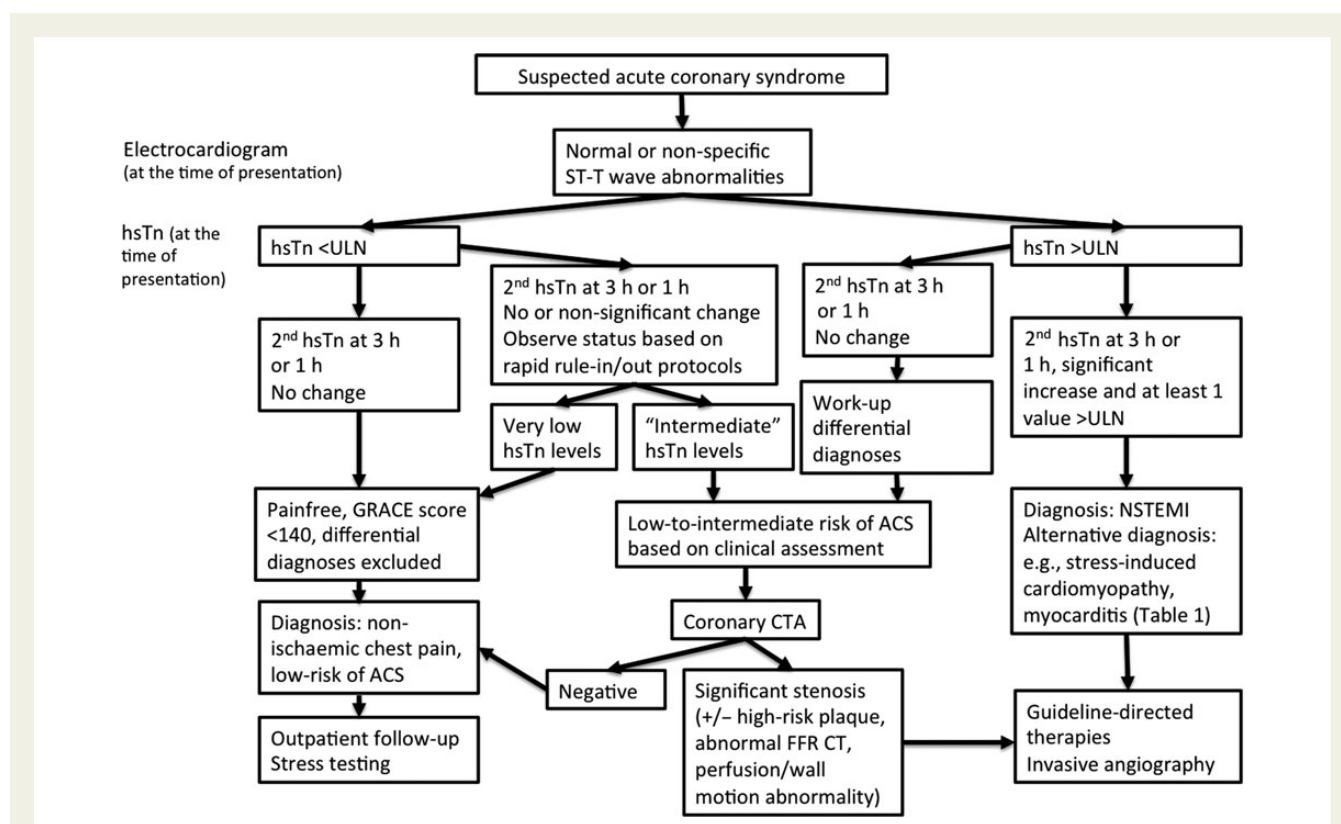 Suspected acute coronary syndrome
Electrocardiogram
(at the time of presentation)
Normal or non-specific
ST-T wave abnormalities
hsTn (at the
time of
presentation)
hsTn <ULN
hsTn >ULN
2nd hsTn at 3 h
or 1 h
No change
2nd hsTn at 3 h or 1 h
No or non-significant change
Observe status based on
rapid rule-in/out protocols
2nd hsTn at 3 h
or 1 h
No change
2nd hsTn at 3 h or
1 h, significant
increase and at least 1
value >ULN
Very low
hsTn levels
“Intermediate”
hsTn levels
Work-up
differential
diagnoses
Painfree, GRACE score
<140, differential
diagnoses excluded
Low-to-intermediate risk of ACS
based on clinical assessment
Diagnosis: NSTEMI
Alternative diagnosis:
e.g., stress-induced
cardiomyopathy,
myocarditis (Table 1)
Diagnosis: non-
ischaemic chest pain,
low-risk of ACS
Coronary CTA
Negative
Significant stenosis
(+/– high-risk plaque,
abnormal FFR CT,
perfusion/wall
motion abnormality)
Guideline-directed
therapies
Invasive angiography
Outpatient follow-up
Stress testing